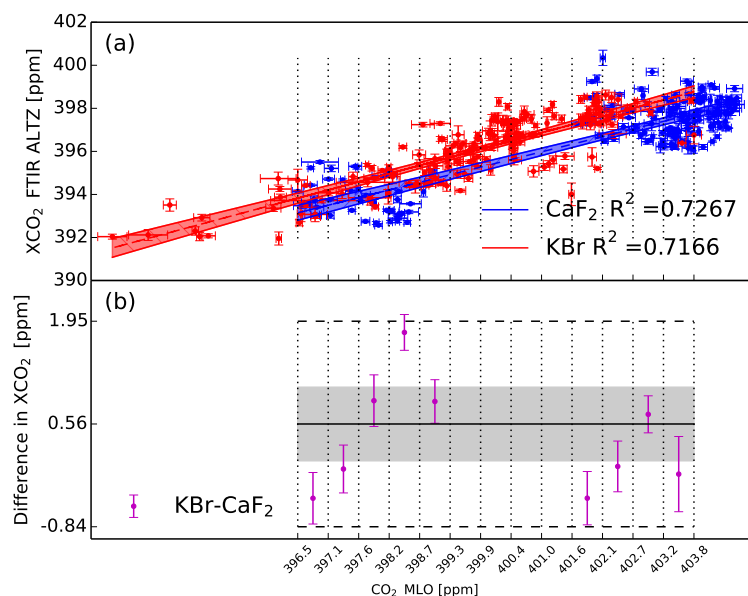 402
(a)
400
398
396
394
392
390
XCO₂ FTIR ALTZ [ppm]
CaF₂ R² =0.7267
KBr R² =0.7166
(b)
1.95
0.56
-0.84
Difference in XCO₂ [ppm]
KBr-CaF₂
396.5 397.1 397.6 398.2 398.7 399.3 399.9 400.4 401.0 401.6 402.1 402.7 403.2 403.8
CO₂ MLO [ppm]